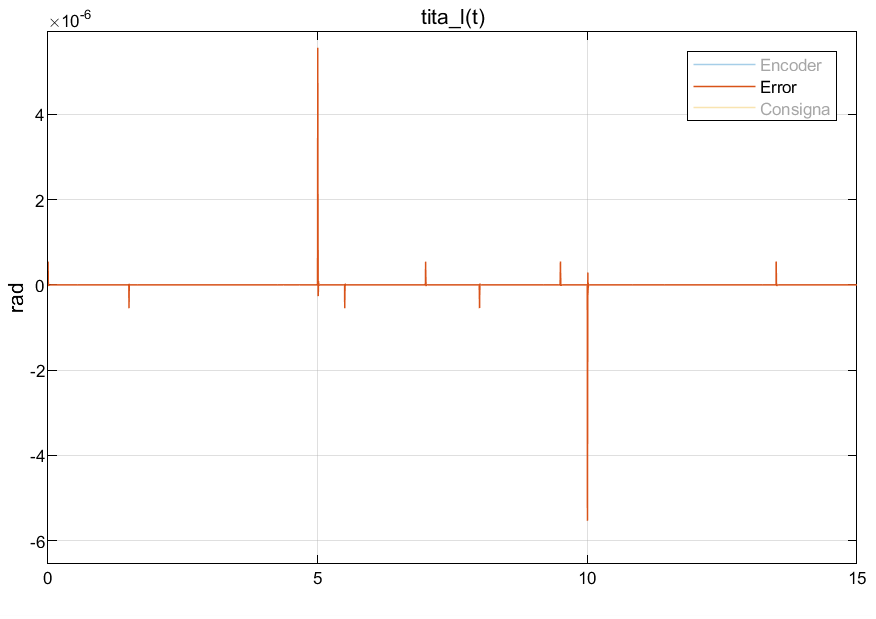 tita_l(t)
×10-6
Encoder
Error
Consigna
4
2
0
-2
-4
-6
rad
0 5 10 15